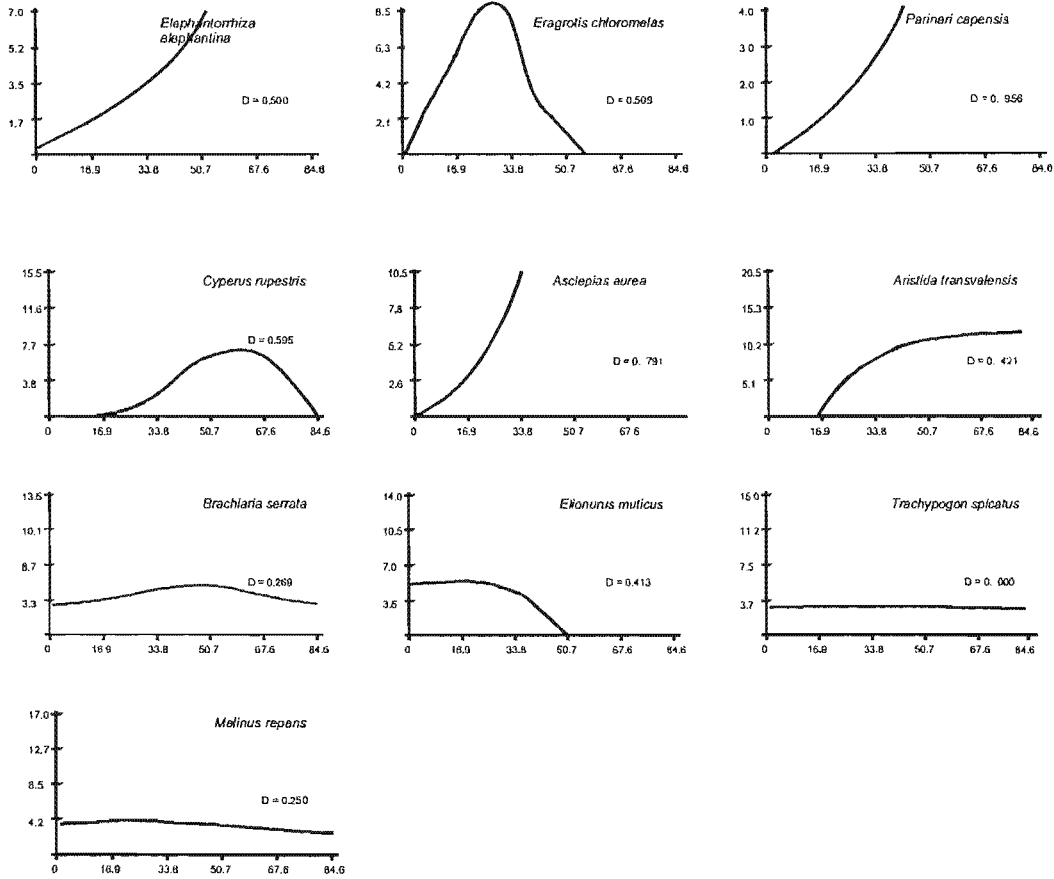 Elephantorrhiza
elephantina
7.0
5.2
3.5
1.7
D = 0.500
0 16.9 33.8 50.7 67.6 84.6
Eragrotis chloromelas
8.5
6.3
4.2
2.1
D = 0.509
0 16.9 33.8 50.7 67.6 84.6
Parinari capensis
4.0
3.0
2.0
1.0
D = 0. 956
0 16.9 33.8 50.7 67.6 84.0
Cyperus rupestris
15.5
11.6
7.7
3.8
D = 0.595
0 16.9 33.8 50.7 67.6 84.6
Asclepias aurea
10.5
7.8
5.2
2.6
D = 0. 791
0 16.9 33.8 50.7 67.6
Aristida transvalensis
20.5
15.3
10.2
5.1
D = 0. 421
0 16.9 33.8 50.7 67.6 84.6
Brachiaria serrata
13.5
10.1
6.7
3.3
D = 0.269
0 16.9 33.8 50.7 67.6 84.6
Elionurus muticus
14.0
10.5
7.0
3.5
D = 0.413
0 16.9 33.8 50.7 67.6 84.6
Trachypogon spicatus
15.0
11.2
7.5
3.7
D = 0. 000
0 16.9 33.8 50.7 67.6 84.6
Melinus repens
17.0
12.7
8.5
4.2
D = 0.250
0 16.9 33.8 50.7 67.6 84.6